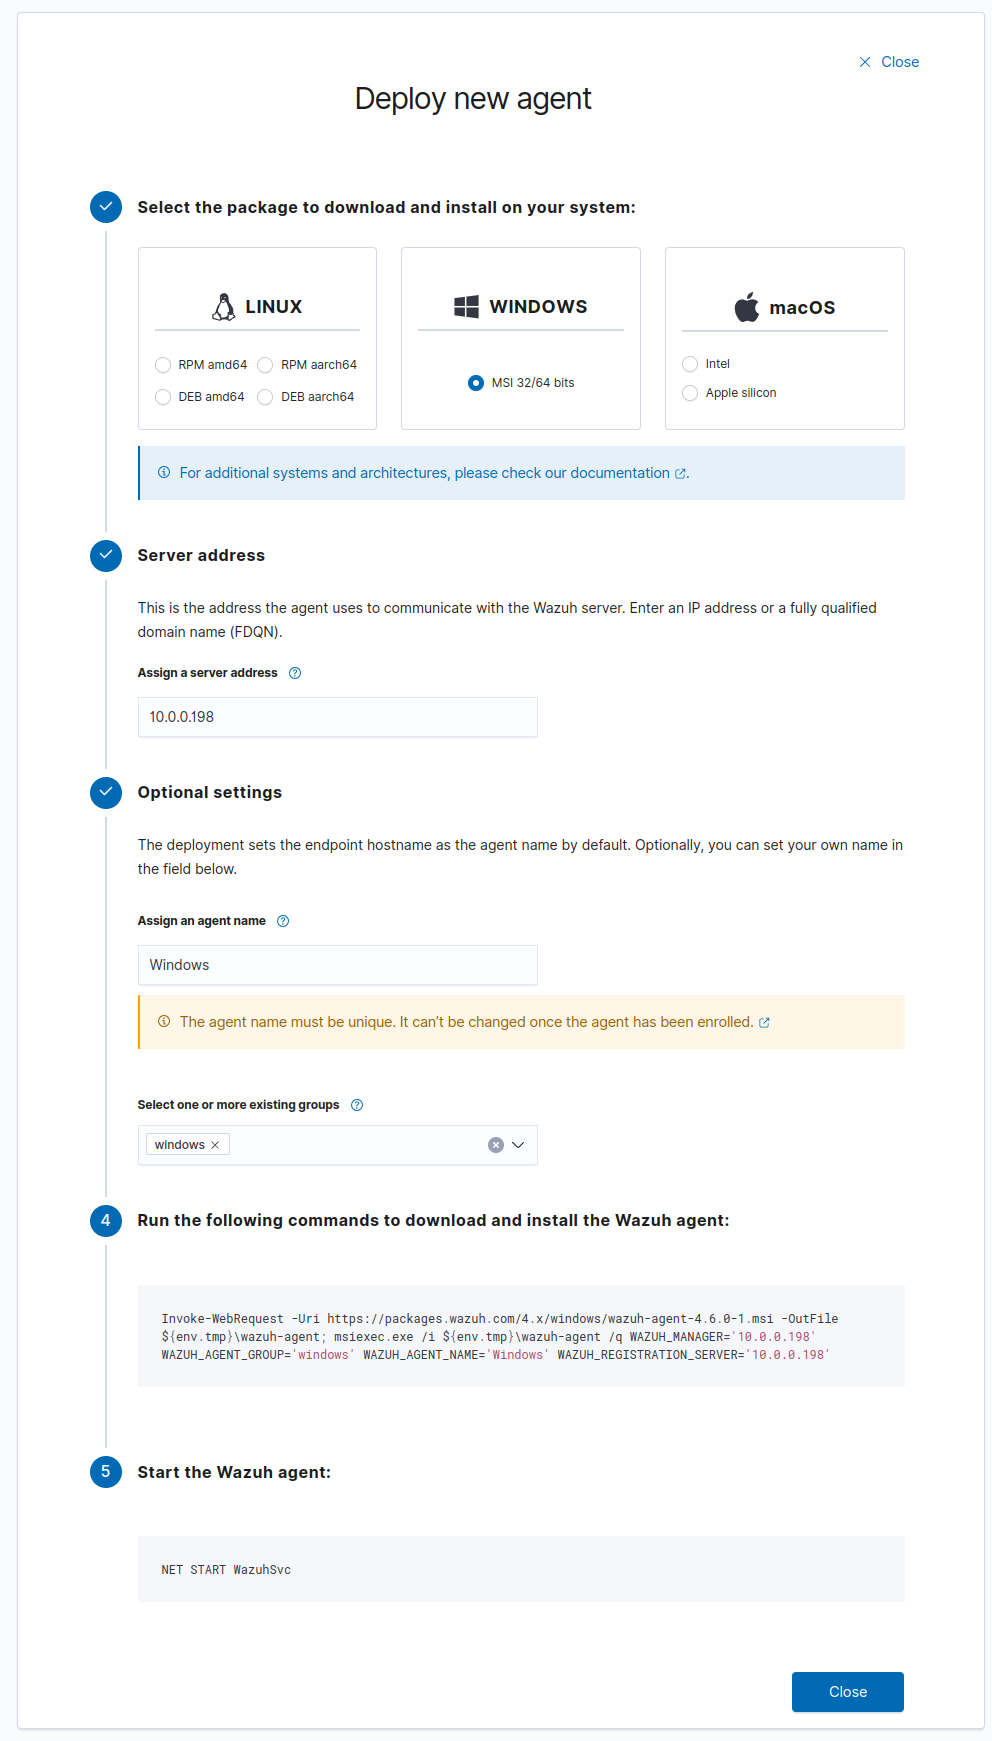 Close
Deploy new agent
Select the package to download and install on your system:
LINUX
RPM amd64 RPM aarch64
DEB amd64 DEB aarch64
WINDOWS
MSI 32/64 bits
macOS
Intel
Apple silicon
For additional systems and architectures, please check our documentation.
Server address
This is the address the agent uses to communicate with the Wazuh server. Enter an IP address or a fully qualified
domain name (FDQN).
Assign a server address
10.0.0.198
Optional settings
The deployment sets the endpoint hostname as the agent name by default. Optionally, you can set your own name in
the field below.
Assign an agent name
Windows
The agent name must be unique. It can’t be changed once the agent has been enrolled.
Select one or more existing groups
windows
4 Run the following commands to download and install the Wazuh agent:
Invoke-WebRequest -Uri https://packages.wazuh.com/4.x/windows/wazuh-agent-4.6.0-1.msi -OutFile
${env.tmp}\wazuh-agent; msiexec.exe /i ${env.tmp}\wazuh-agent /q WAZUH_MANAGER='10.0.0.198'
WAZUH_AGENT_GROUP='windows' WAZUH_AGENT_NAME='Windows' WAZUH_REGISTRATION_SERVER='10.0.0.198'
5 Start the Wazuh agent:
NET START WazuhSvc
Close